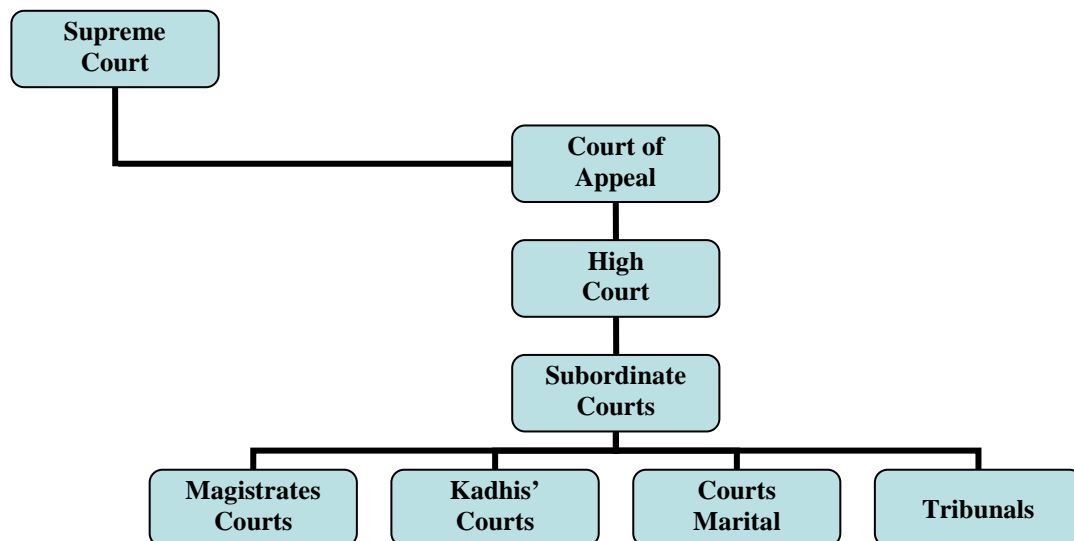 Supreme
Court
Court of
Appeal
High
Court
Subordinate
Courts
Magistrates
Courts
Kadhis’
Courts
Courts
Marital
Tribunals